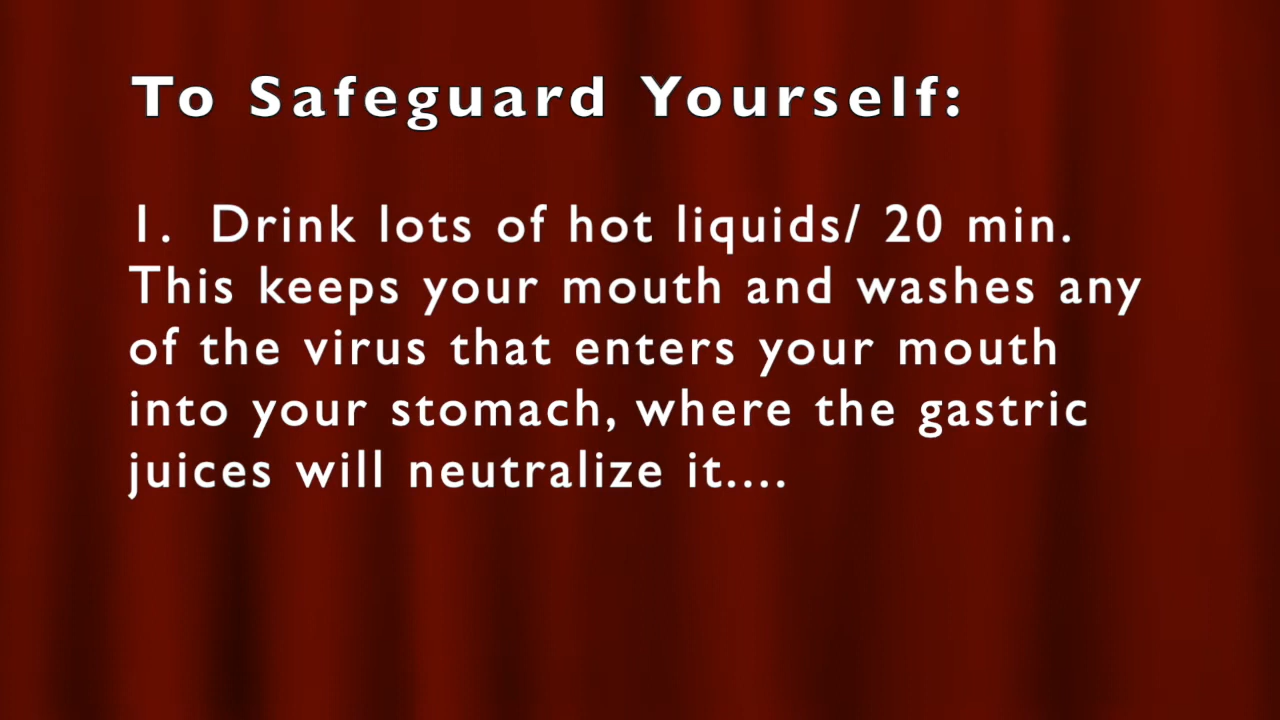 To Safeguard Yourself:
1. Drink lots of hot liquids/ 20 min.
This keeps your mouth and washes any
of the virus that enters your mouth
into your stomach, where the gastric
juices will neutralize it....